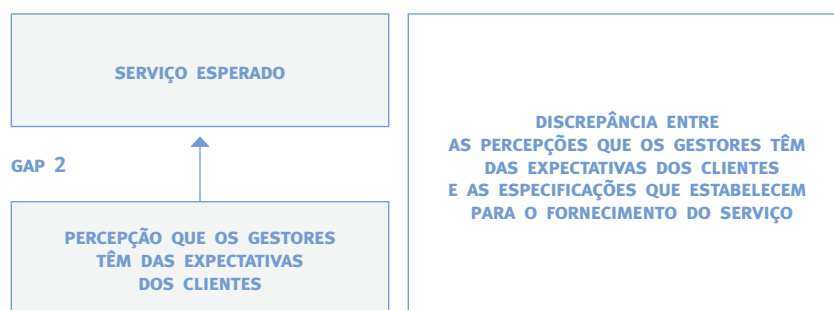 SERVIÇO ESPERADO
GAP 2
PERCEPÇÃO QUE OS GESTORES
TÊM DAS EXPECTATIVAS
DOS CLIENTES
DISCREPÂNCIA ENTRE
AS PERCEPÇÕES QUE OS GESTORES TÊM
DAS EXPECTATIVAS DOS CLIENTES
E AS ESPECIFICAÇÕES QUE ESTABELECEM
PARA O FORNECIMENTO DO SERVIÇO